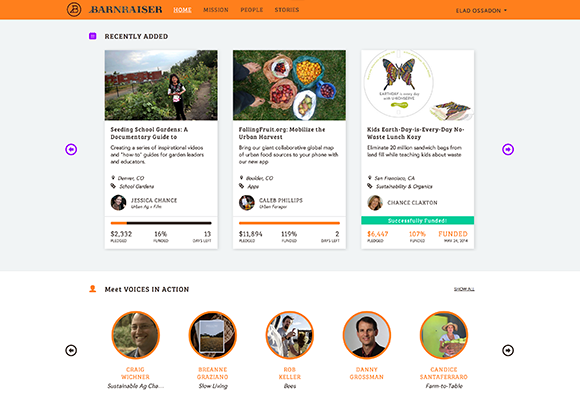 BARNRAISER HOME MISSION PEOPLE STORIES ELAD OSSADON
RECENTLY ADDED
EARTHDAY is every day
with U KONSERVE
Seeding School Gardens: A
Documentary Guide to
Creating a series of inspirational videos
and "how to" guides for garden leaders
and educators.
Denver, CO
School Gardens
JESSICA CHANCE
Urban Ag + Film
$2,332 16% 13
PLEDGED FUNDED DAYS LEFT
FallingFruit.org: Mobilize the
Urban Harvest
Bring our giant collaborative global map
of urban food sources to your phone with
our new app
Boulder, CO
Apps
CALEB PHILLIPS
Urban Forager
$11,894 119% 2
PLEDGED FUNDED DAYS LEFT
Kids Earth-Day-is-Every-Day No-
Waste Lunch Kozy
Eliminate 20 million sandwich bags from
land fill while teaching kids about waste
San Francisco, CA
Sustainability & Organics
CHANCE CLAXTON
Successfully Funded!
$6,447 107% FUNDED
PLEDGED FUNDED MAY 24, 2014
Meet VOICES IN ACTION SHOW ALL
CRAIG
WICHNER
Sustainable Ag Cha...
BREANNE
GRAZIANO
Slow Living
ROB
KELLER
Bees
DANNY
GROSSMAN
CANDICE
SANTAFERRARO
Farm-to-Table